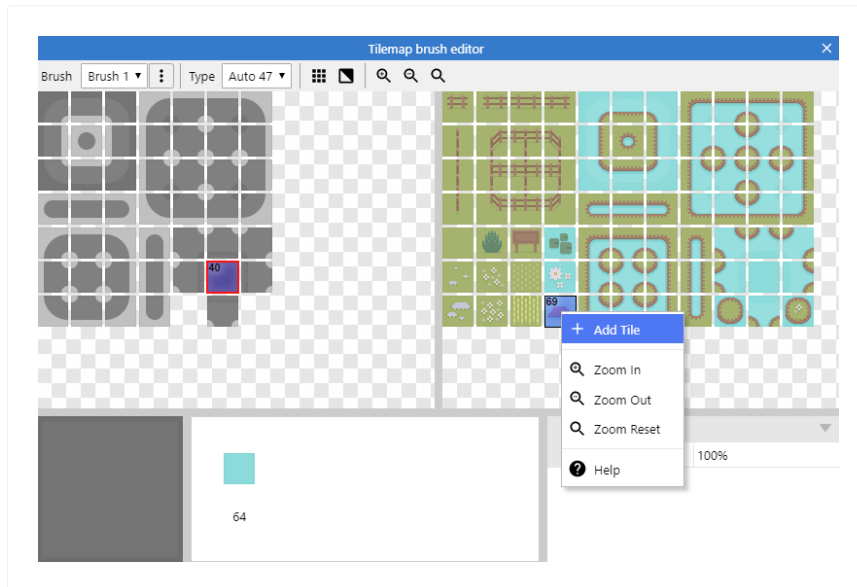 Tilemap brush editor
Brush Brush 1 Type Auto 47
40
69
Add Tile
Zoom In
Zoom Out
Zoom Reset
Help
100%
64